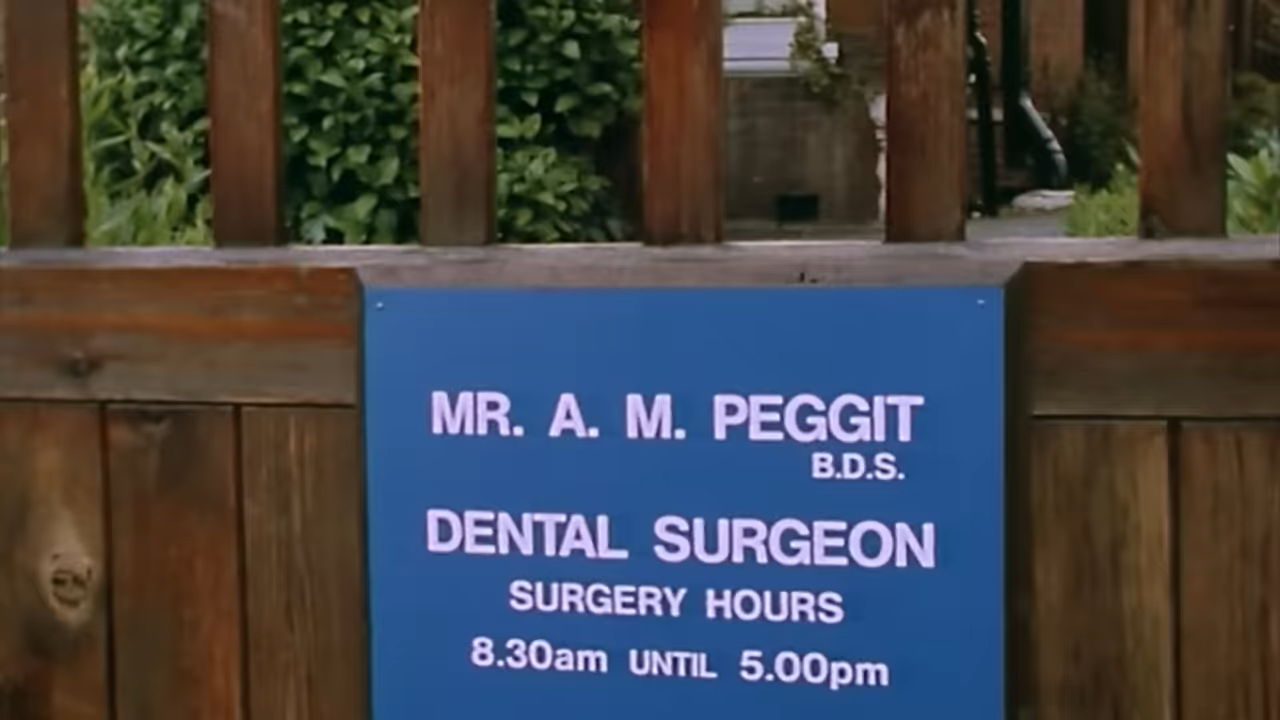 MR. A. M. PEGGIT
B.D.S.
DENTAL SURGEON
SURGERY HOURS
8.30am UNTIL 5.00pm